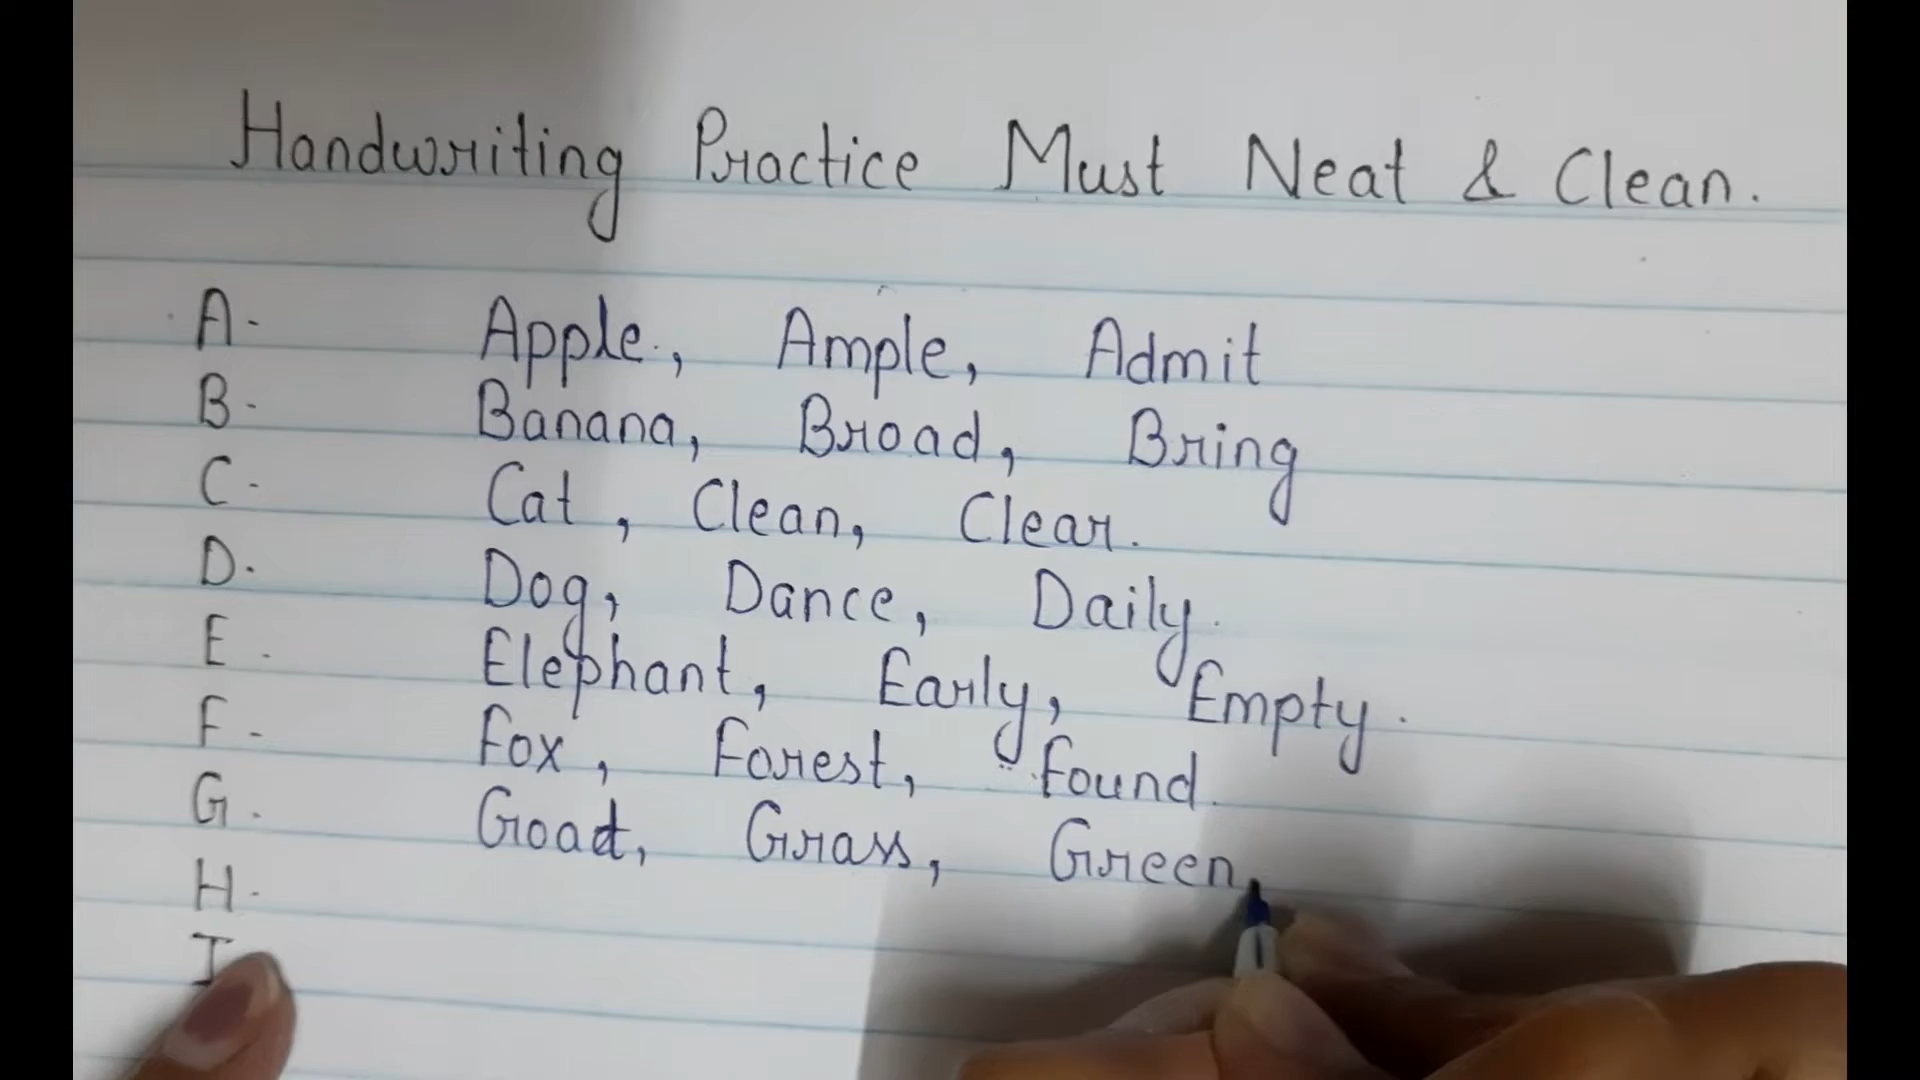 Handwriting Practice Must Neat & Clean.
A- Apple., Ample, Admit
B- Banana, Broad, Bring
C- Cat, Clean, Clear.
D. Dog, Dance, Daily.
E. Elephant, Early, Empty.
F- Fox, Forest, Found.
G. Goat, Grass, Green.
H-
I